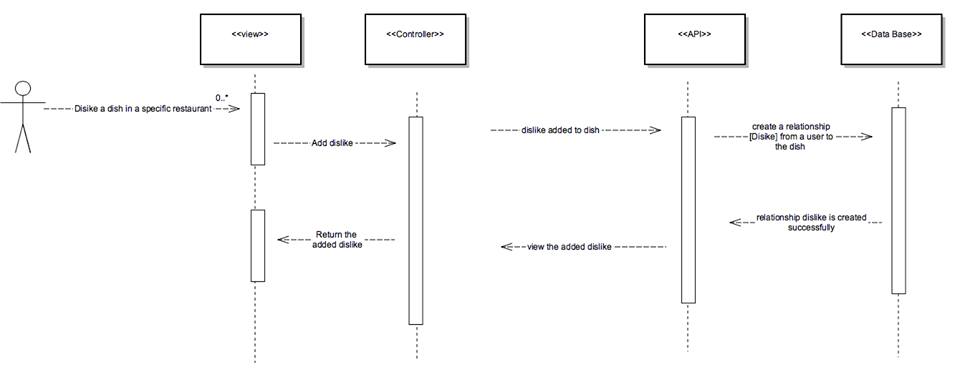 <<view>>
<<Controller>>
<<API>>
<<Data Base>>
0..*
Disike a dish in a specific restaurant
Add dislike
dislike added to dish
create a relationship
[Disike] from a user to
the dish
relationship dislike is created
successfully
Return the
added dislike
view the added dislike